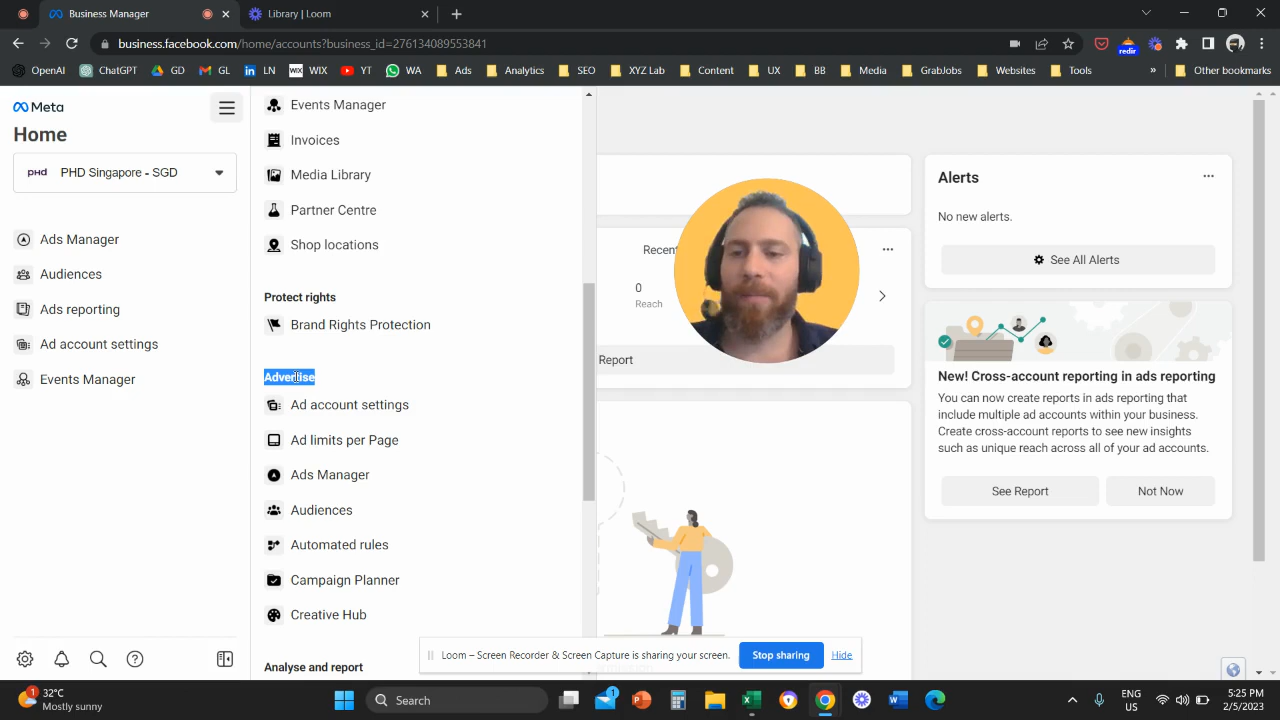 Business Manager
Library | Loom
business.facebook.com/home/accounts?business_id=276134089553841
redir
OpenAI
ChatGPT
GD
GL
LN
WIX
WIX
YT
WA
Ads
Analytics
SEO
XYZ Lab
Content
UX
BB
Media
GrabJobs
Websites
Tools
»
Other bookmarks
Meta
Home
PHD
PHD Singapore - SGD
Ads Manager
Audiences
Ads reporting
Ad account settings
Events Manager
Events Manager
Invoices
Media Library
Partner Centre
Shop locations
Protect rights
Brand Rights Protection
Advertise
Ad account settings
Ad limits per Page
Ads Manager
Audiences
Automated rules
Campaign Planner
Creative Hub
Analyse and report
Recent
0
Reach
Report
Alerts
No new alerts.
See All Alerts
New! Cross-account reporting in ads reporting
You can now create reports in ads reporting that
include multiple ad accounts within your business.
Create cross-account reports to see new insights
such as unique reach across all of your ad accounts.
See Report
Not Now
Loom – Screen Recorder & Screen Capture is sharing your screen.
Stop sharing
Hide
1
32°C
Mostly sunny
Search
1
ENG
US
5:25 PM
2/5/2023